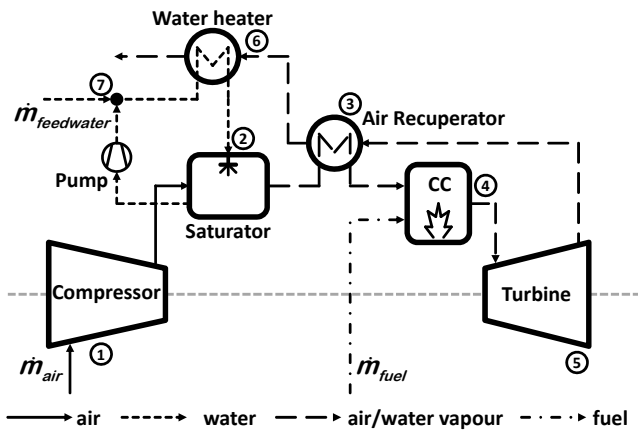 Water heater
6
7
ṁfeedwater
3
Air Recuperator
2
Pump
CC
4
Saturator
Compressor
Turbine
1
ṁair
ṁfuel
5
air
water
air/water vapour
fuel